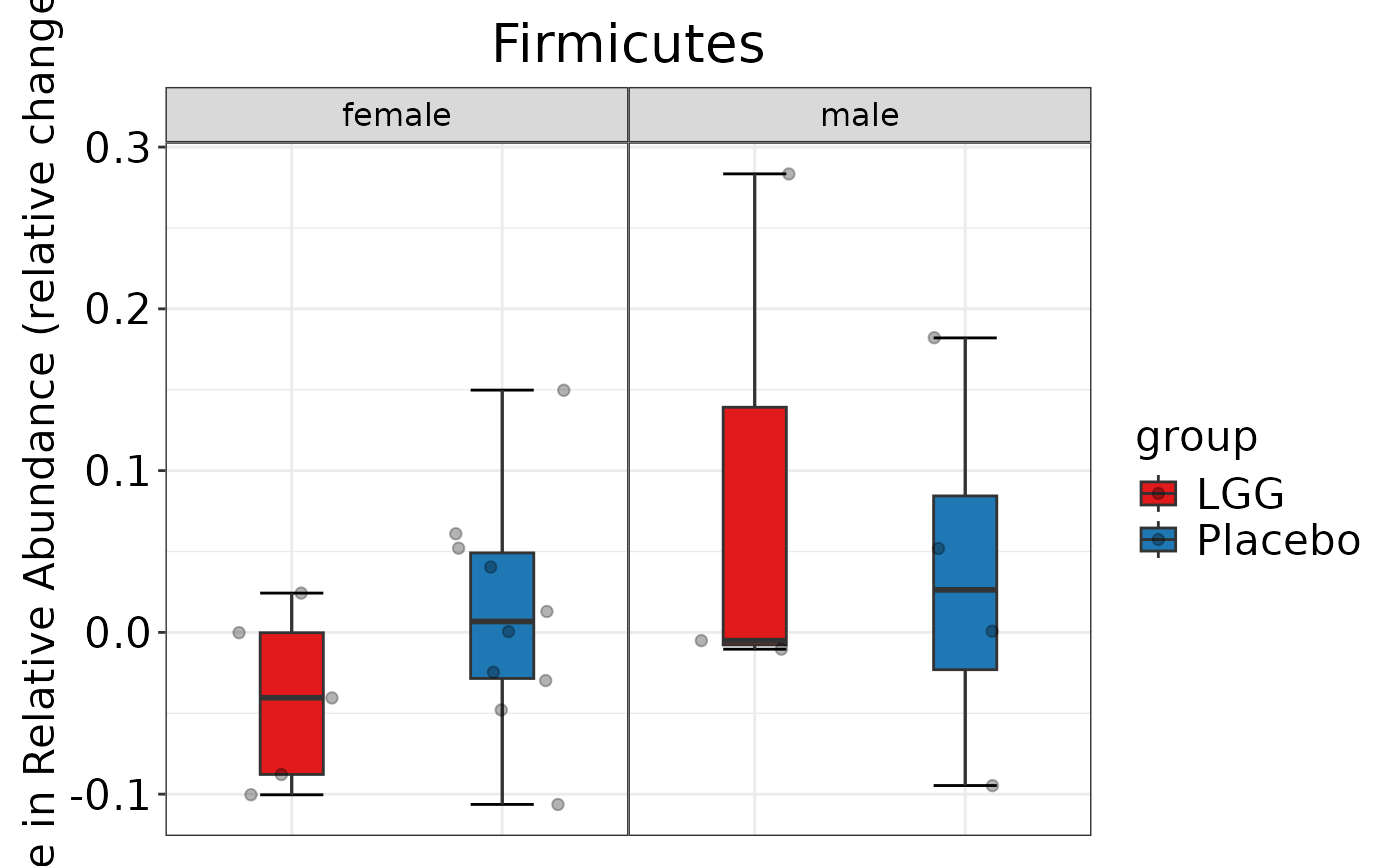 Firmicutes
female
male
e in Relative Abundance (relative change
0.3
0.2
0.1
0.0
-0.1
group
LGG
Placebo